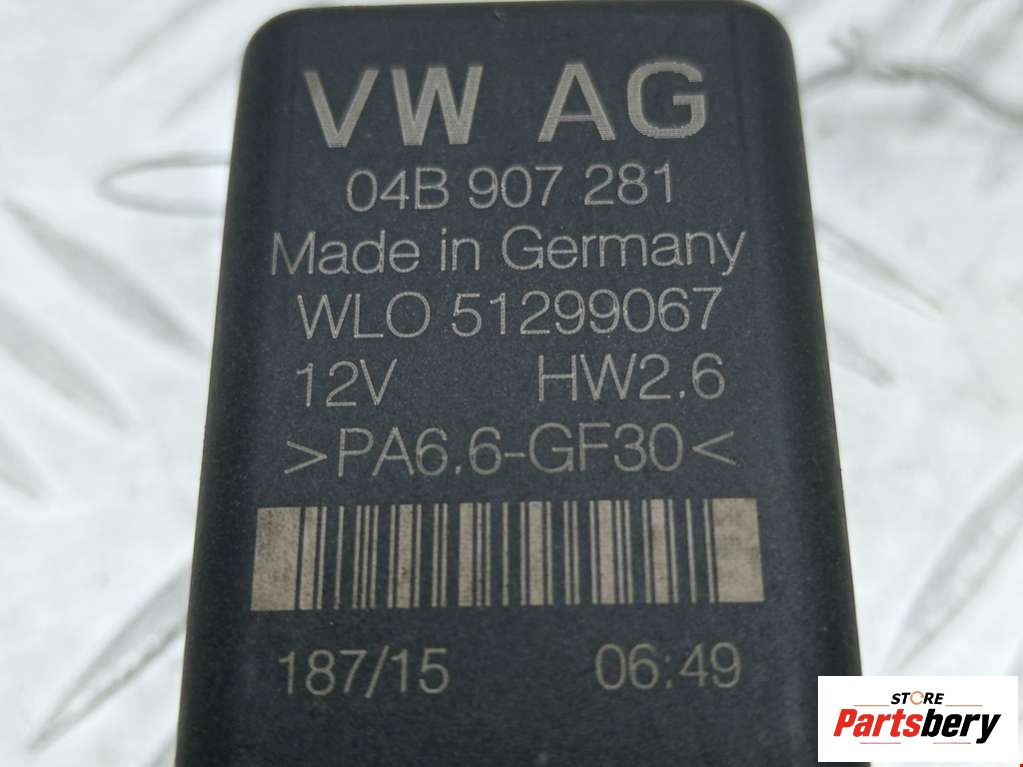 VW AG
04B 907 281
Made in Germany
WLO 51299067
12V HW2.6
>PA6.6-GF30<
187/15 06:49
STORE
Partsbery